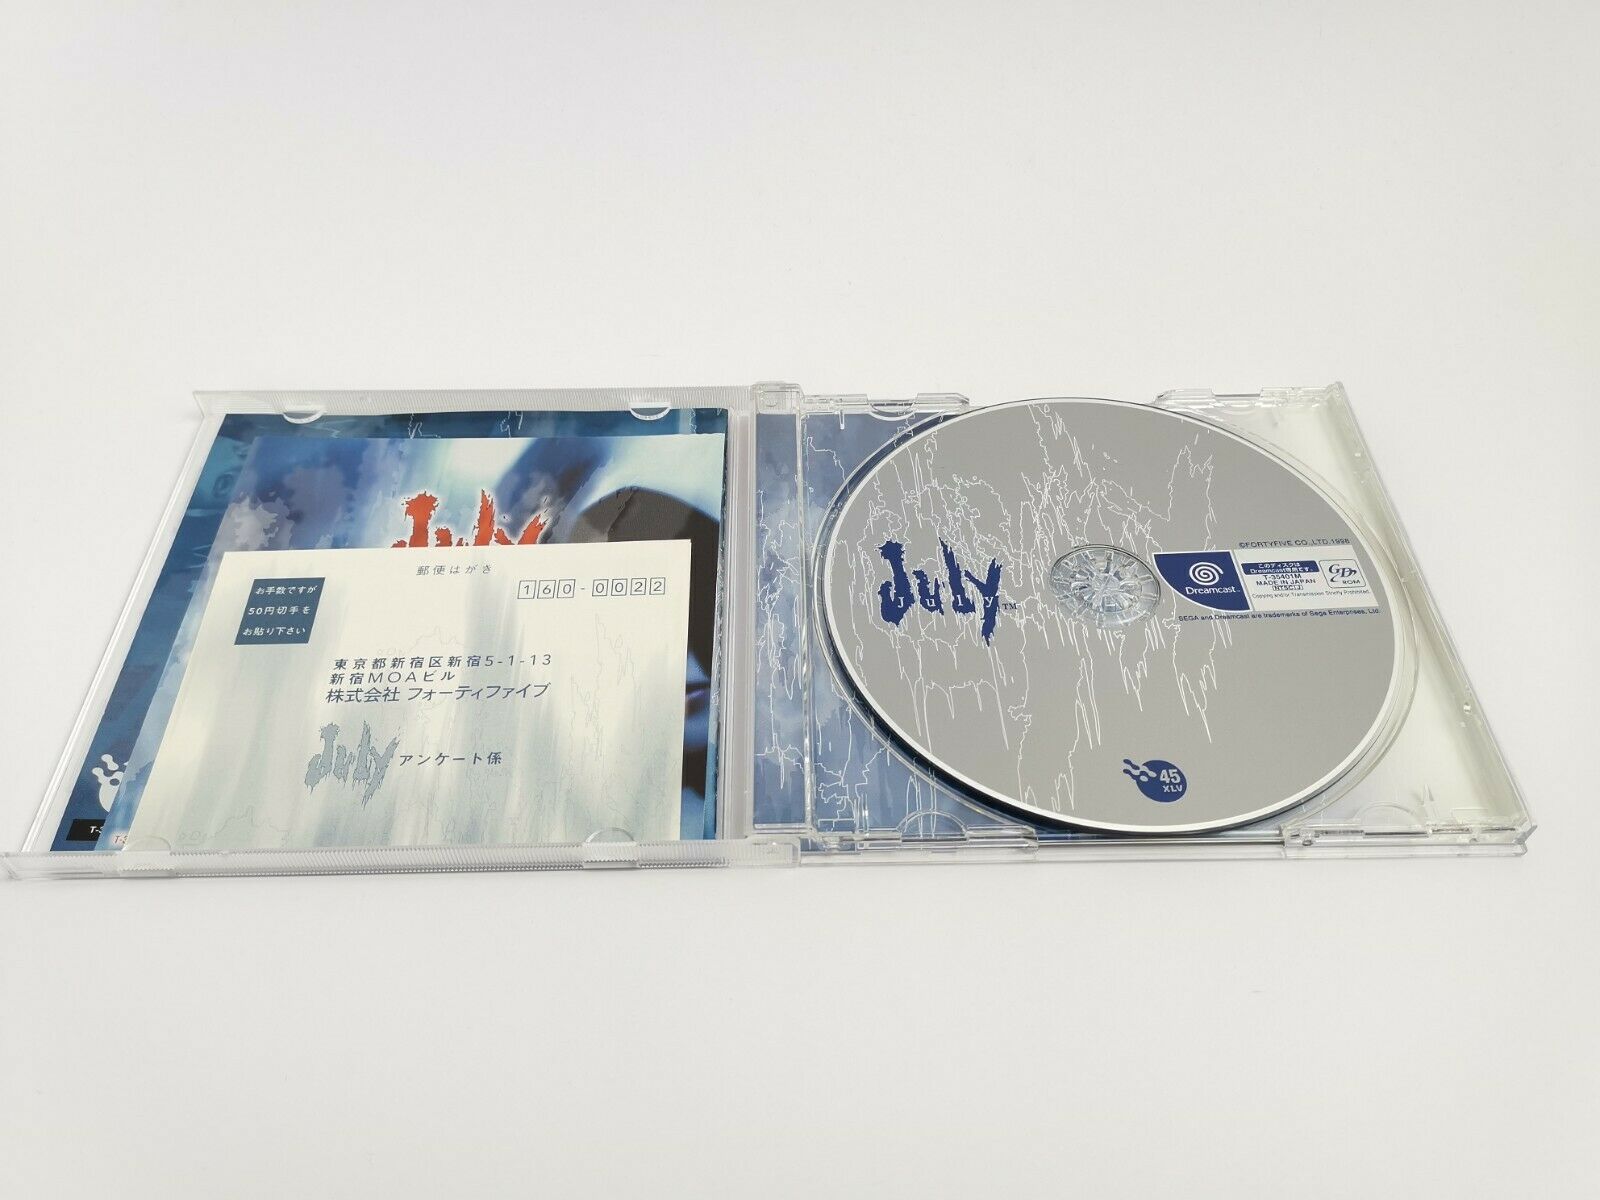 July
郵便はがき
お手数ですが
50円切手を
お貼り下さい
160-0022
東京都新宿区新宿5-1-13
新宿MOAビル
株式会社 フォーティファイブ
July アンケート係
July
July™
©FORTYFIVE CO.,LTD.1998
Dreamcast
このディスクは
Dreamcast専用です。
T-35401M
MADE IN JAPAN
NTSC-J
GD-ROM
Copying and/or Transmission Strictly Prohibited.
SEGA and Dreamcast are trademarks of Sega Enterprises, Ltd.
45
XLV